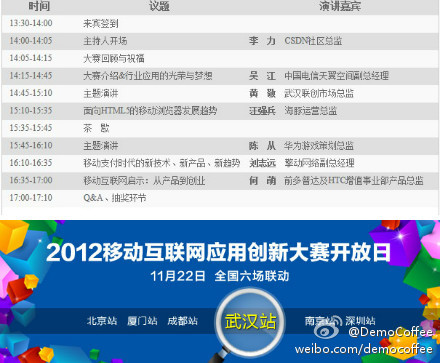 时间 议题 演讲嘉宾
13:30-14:00 来宾签到
14:00-14:05 主持人开场 李 力 CSDN社区总监
14:05-14:15 大赛回顾与祝福
14:15-14:45 大赛介绍&行业应用的光荣与梦想 吴 江 中国电信天翼空间副总经理
14:45-15:10 主题演讲 黄 敦 武汉联创市场总监
15:10-15:35 面向HTML5的移动浏览器发展趋势 汪强兵 海豚运营总监
15:35-15:45 茶 歇
15:45-16:10 主题演讲 陈 从 华为游戏策划总监
16:10-16:35 移动支付时代的新技术、新产品、新趋势 刘志远 擎动网络副总经理
16:35-17:00 移动互联网启示：从产品到创业 何 萌 前多普达及HTC增值事业部产品总监
17:00-17:10 Q&A、抽奖环节
2012移动互联网应用创新大赛开放日
11月22日 全国六场联动
北京站 厦门站 成都站 武汉站 南京站 深圳站
@DemoCoffee
weibo.com/democoffee